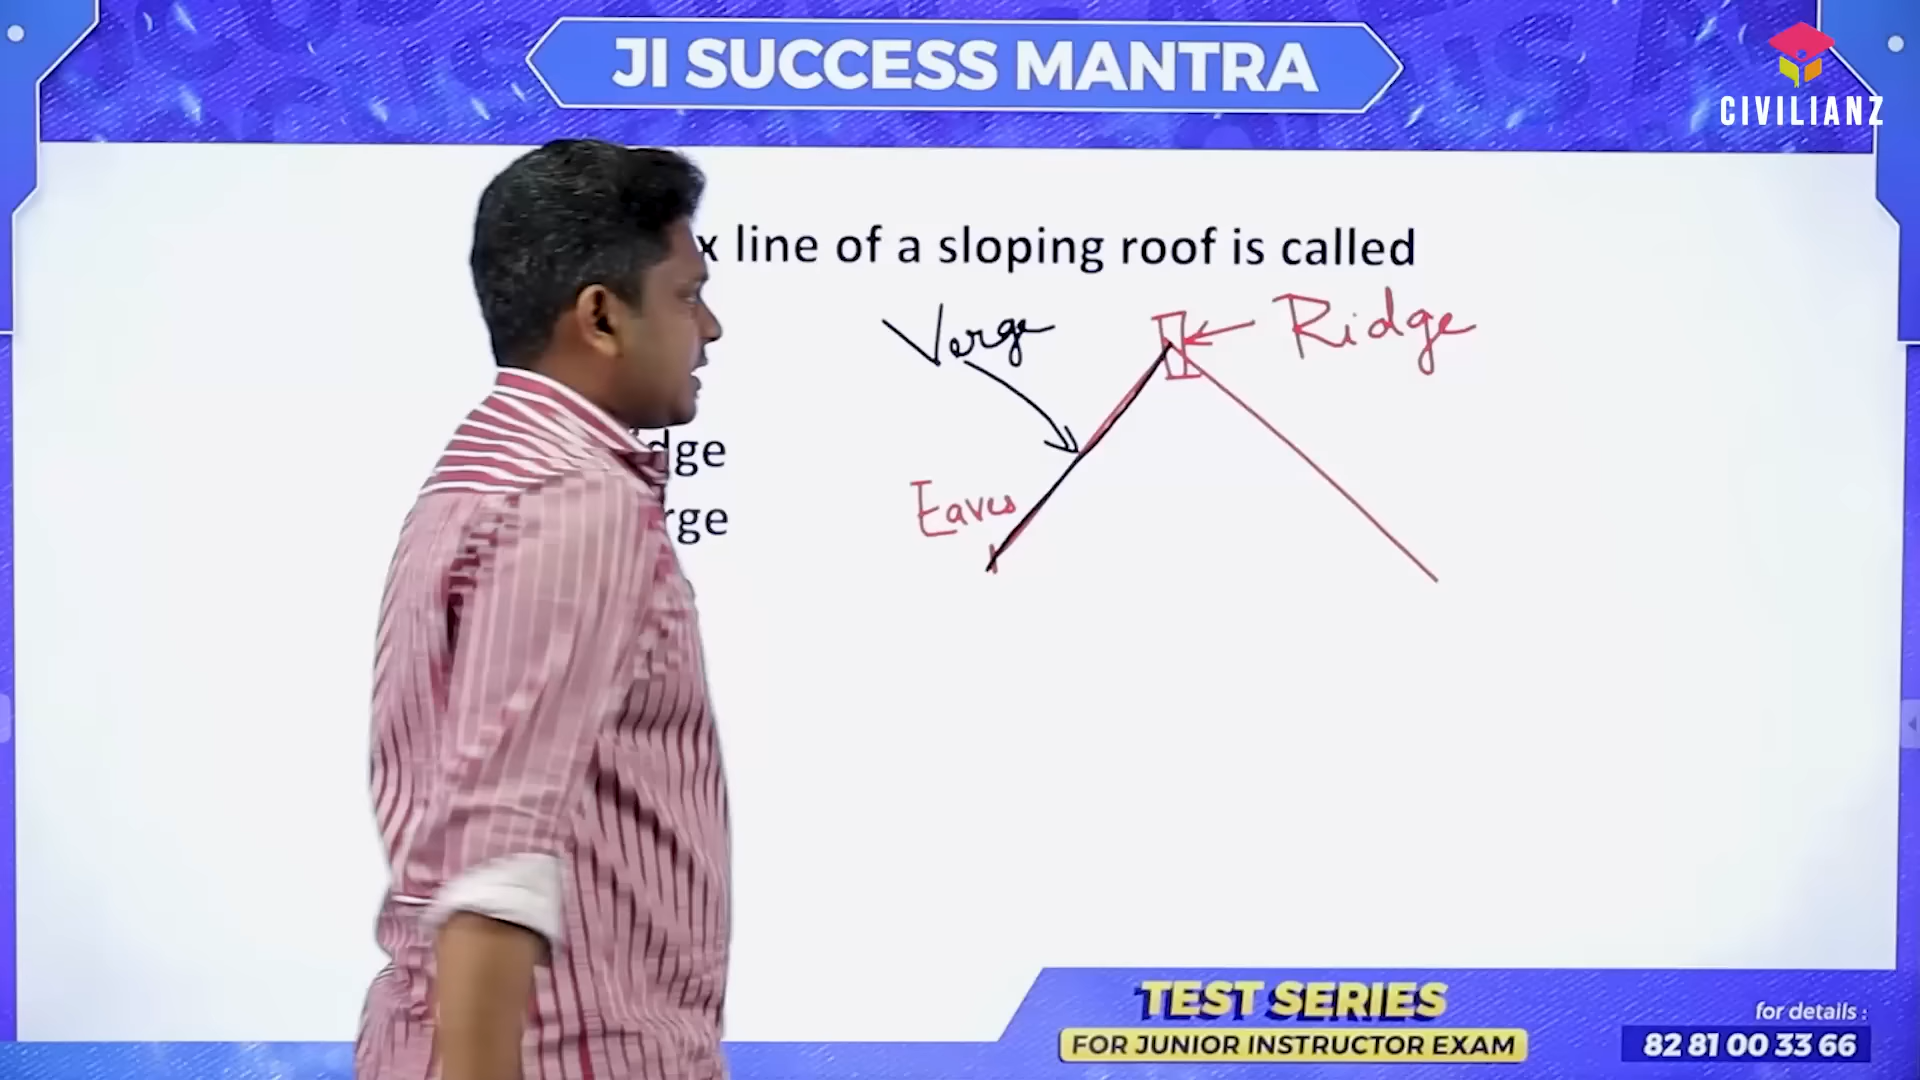 JI SUCCESS MANTRA
CIVILIANZ
x line of a sloping roof is called
Verge
Ridge
dge
Eaves
rge
TEST SERIES
FOR JUNIOR INSTRUCTOR EXAM
for details :
82 81 00 33 66